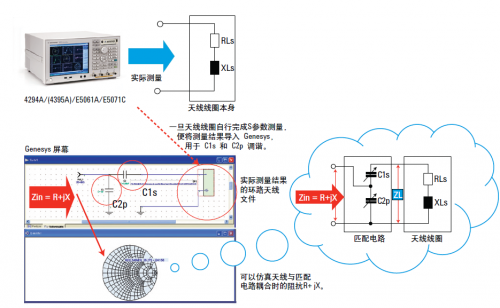 RLs
XLs
实际测量
天线线圈本身
4294A/(4395A)/E5061A/E5071C
一旦天线线圈自行完成S参数测量,
便将测量结果导入 Genesys,
用于 C1s 和 C2p 调谐。
Genesys 屏幕
Zin = R+jX
C1s
C2p
实际测量结果
的环路天线
文件
Zin = R+jX
C1s
C2p
ZL
RLs
XLs
匹配电路
天线线圈
可以仿真天线与匹配
电路耦合时的阻抗R+ jX。